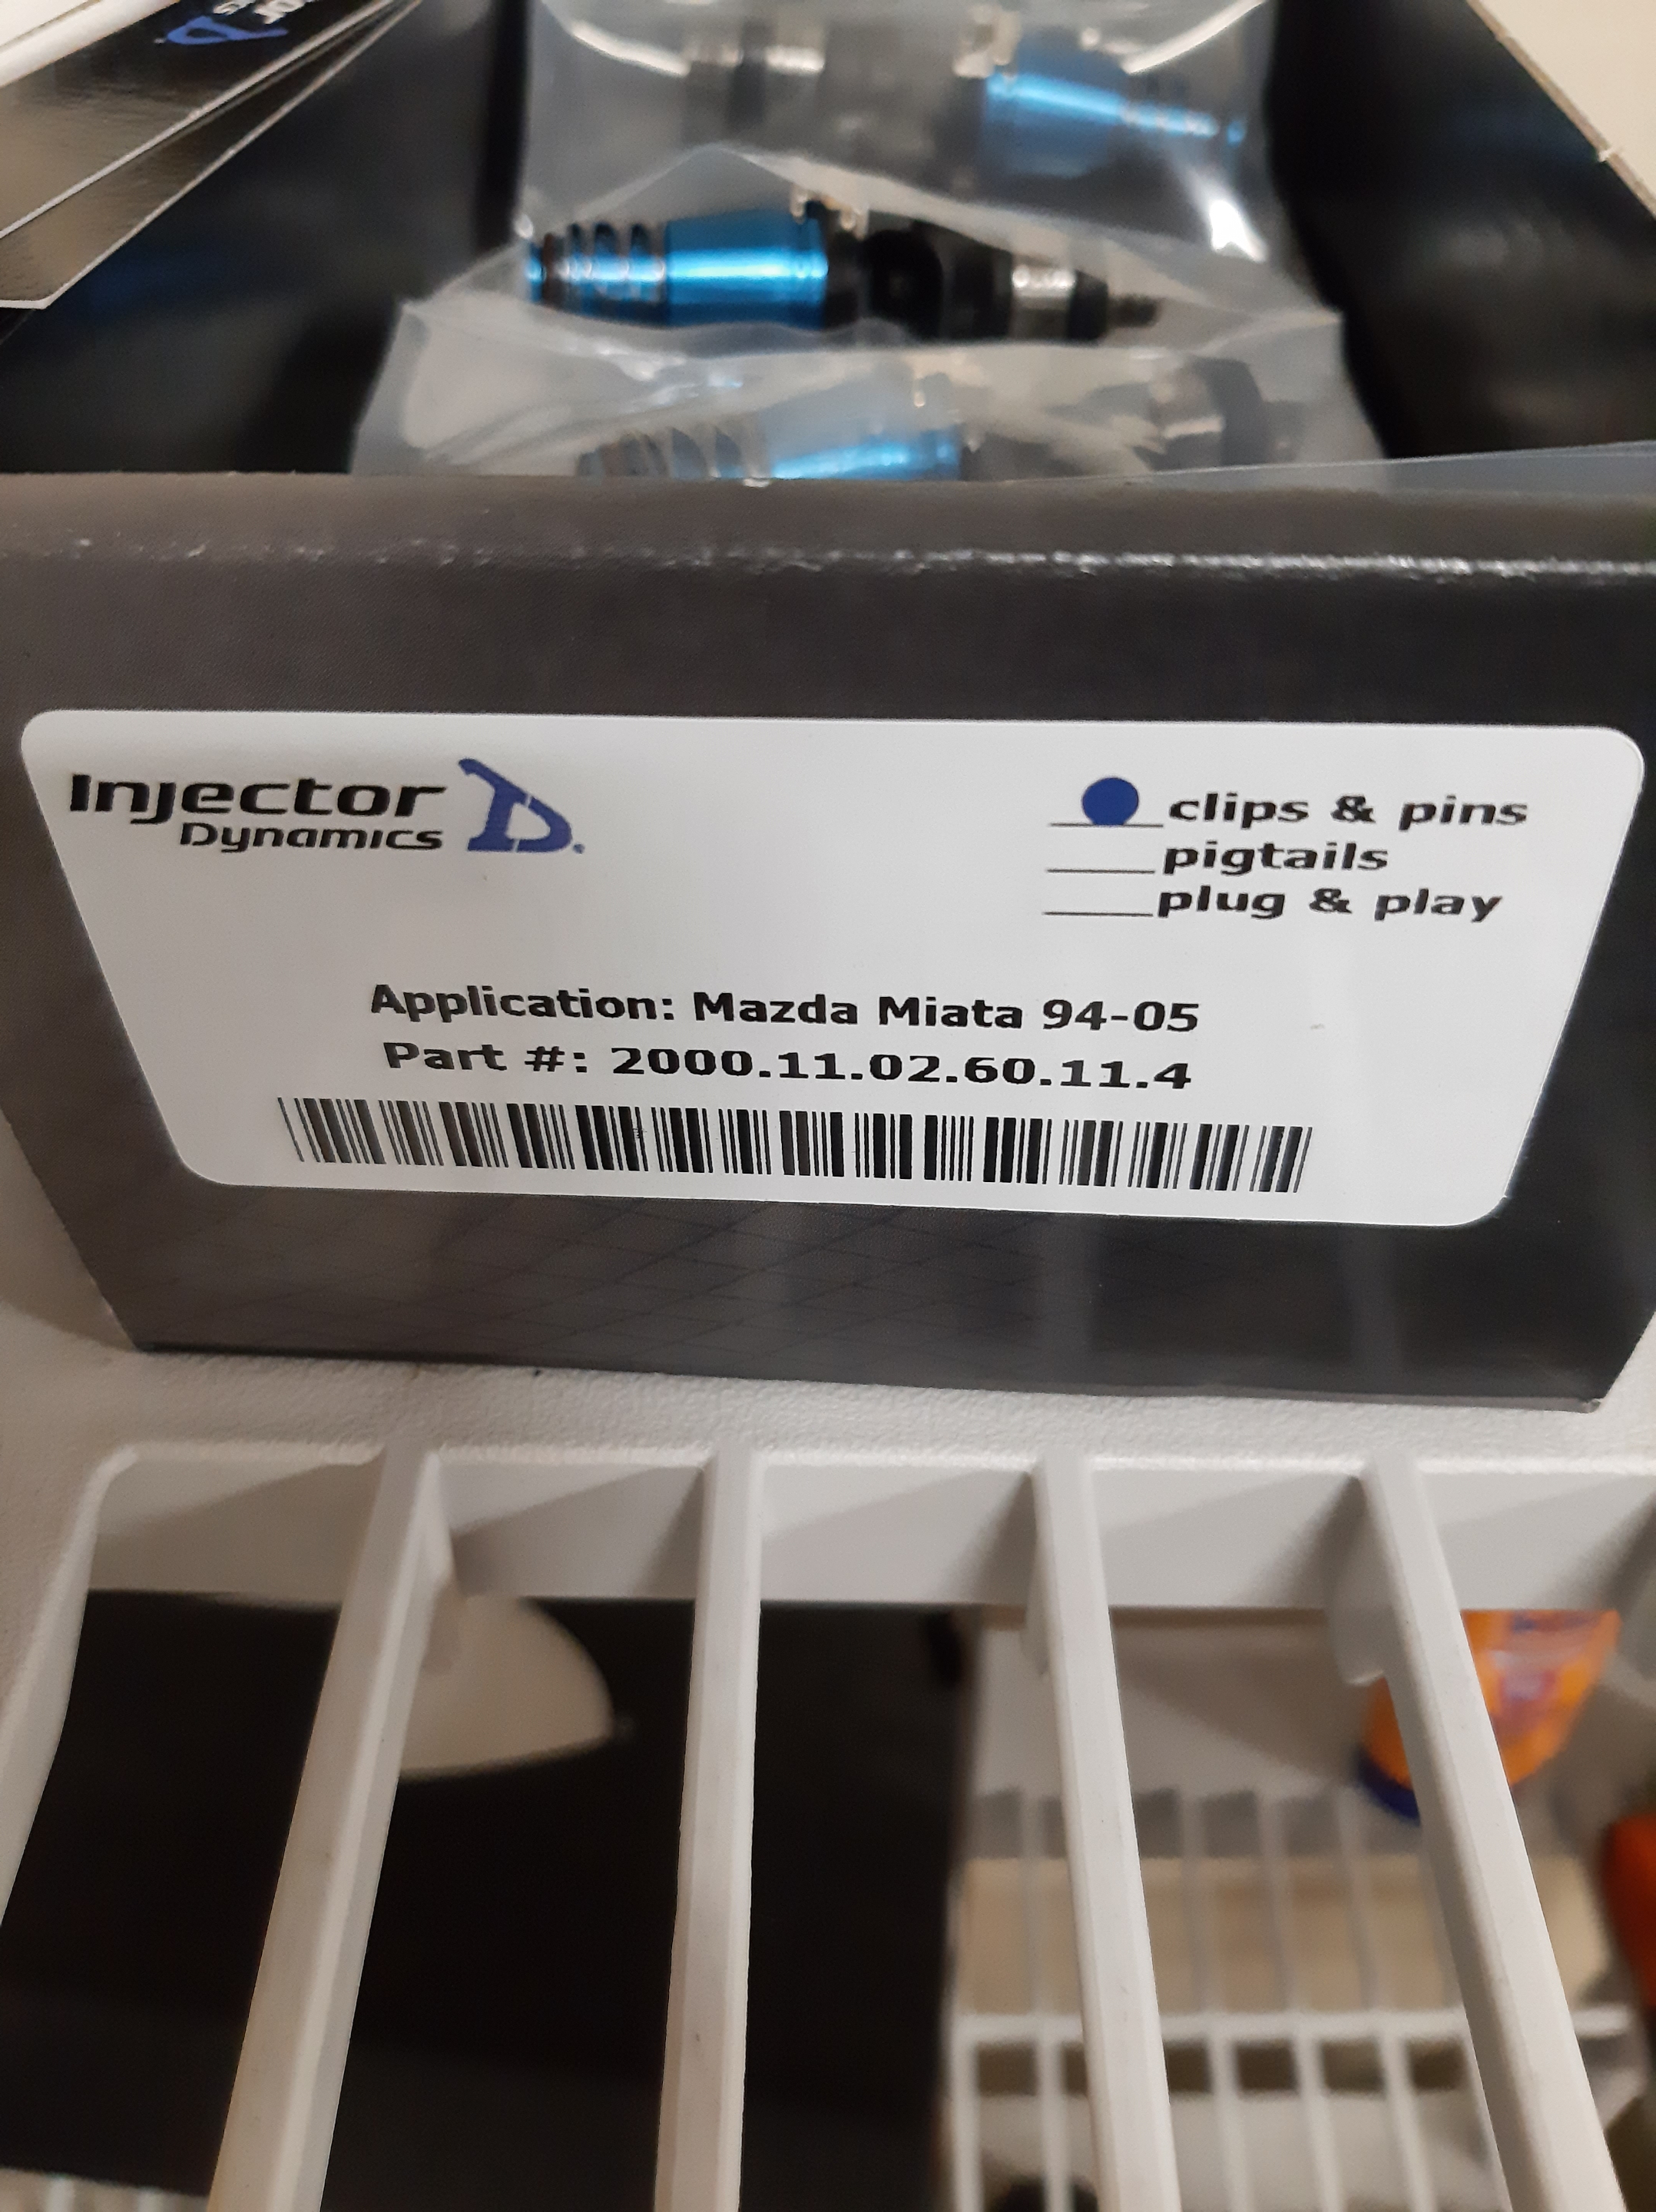 Injector
Dynamics
clips & pins
pigtails
plug & play
Application: Mazda Miata 94-05
Part #: 2000.11.02.60.11.4